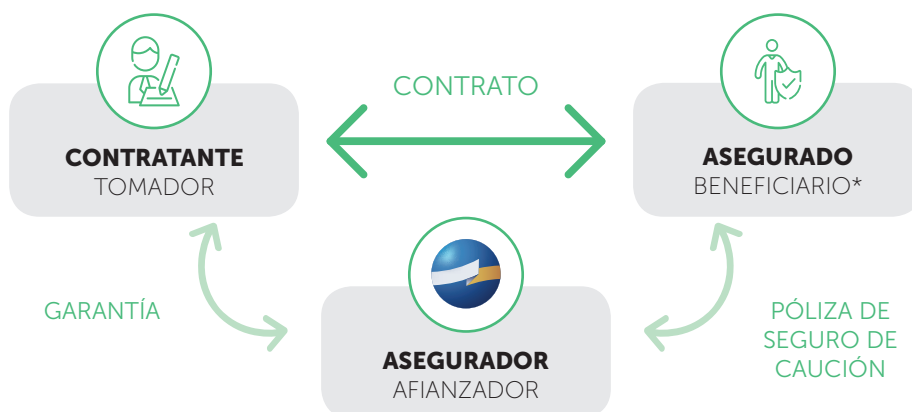 CONTRATO
CONTRATANTE
TOMADOR
ASEGURADO
BENEFICIARIO*
GARANTÍA
PÓLIZA DE
SEGURO DE
CAUCIÓN
ASEGURADOR
AFIANZADOR